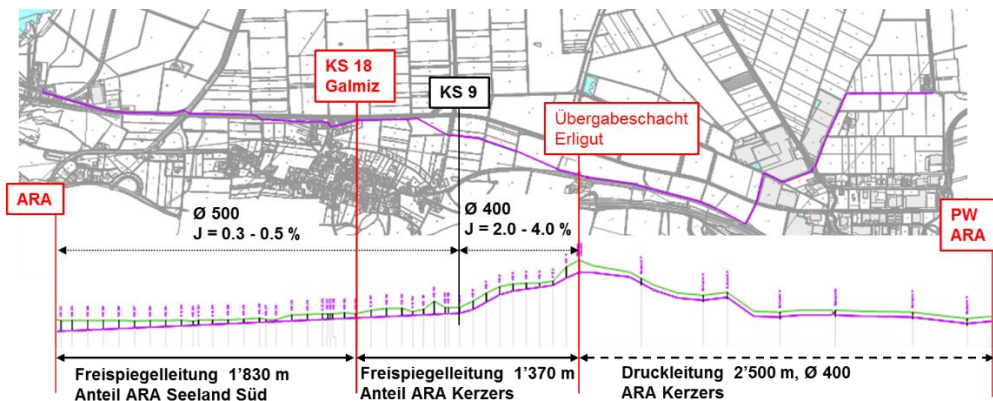 KS 18
Galmiz
KS 9
Übergabeschacht
Erligut
ARA
PW
ARA
Ø 500
J = 0.3 - 0.5 %
Ø 400
J = 2.0 - 4.0 %
Freispiegelleitung 1’830 m
Anteil ARA Seeland Süd
Freispiegelleitung 1’370 m
Anteil ARA Kerzers
Druckleitung 2’500 m, Ø 400
ARA Kerzers